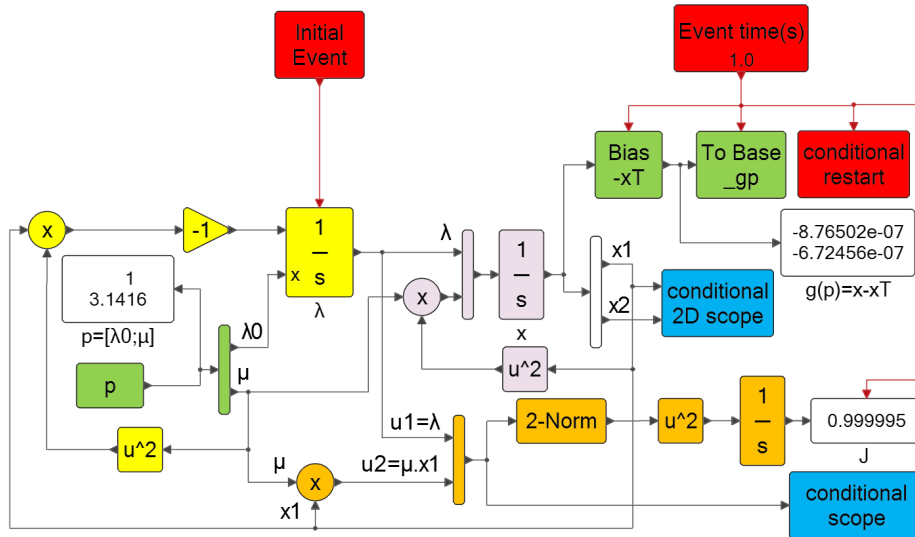 Initial
Event
Event time(s)
1.0
Bias
-xT
To Base
_gp
conditional
restart
x
-1
1
s
x
λ
λ
1
s
x
x
x1
x2
-8.76502e-07
-6.72456e-07
g(p)=x-xT
conditional
2D scope
1
3.1416
p=[λ0;μ]
λ0
μ
p
u^2
u^2
μ
x
x1
u1=λ
u2=μ.x1
2-Norm
u^2
1
s
0.999995
J
conditional
scope